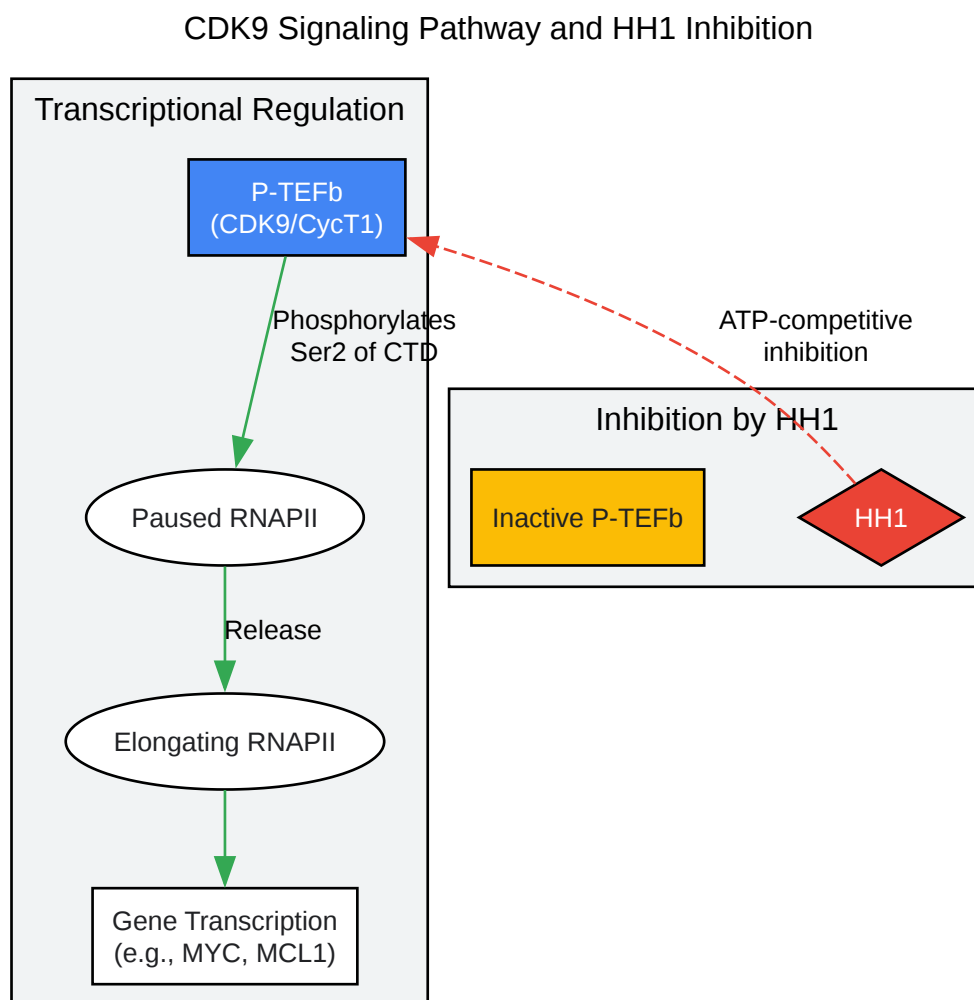 CDK9 Signaling Pathway and HH1 Inhibition
Transcriptional Regulation
P-TEFb
(CDK9/CycT1)
Phosphorylates
Ser2 of CTD
ATP-competitive
inhibition
Inhibition by HH1
Paused RNAPII
Inactive P-TEFb
HH1
Release
Elongating RNAPII
Gene Transcription
(e.g., MYC, MCL1)